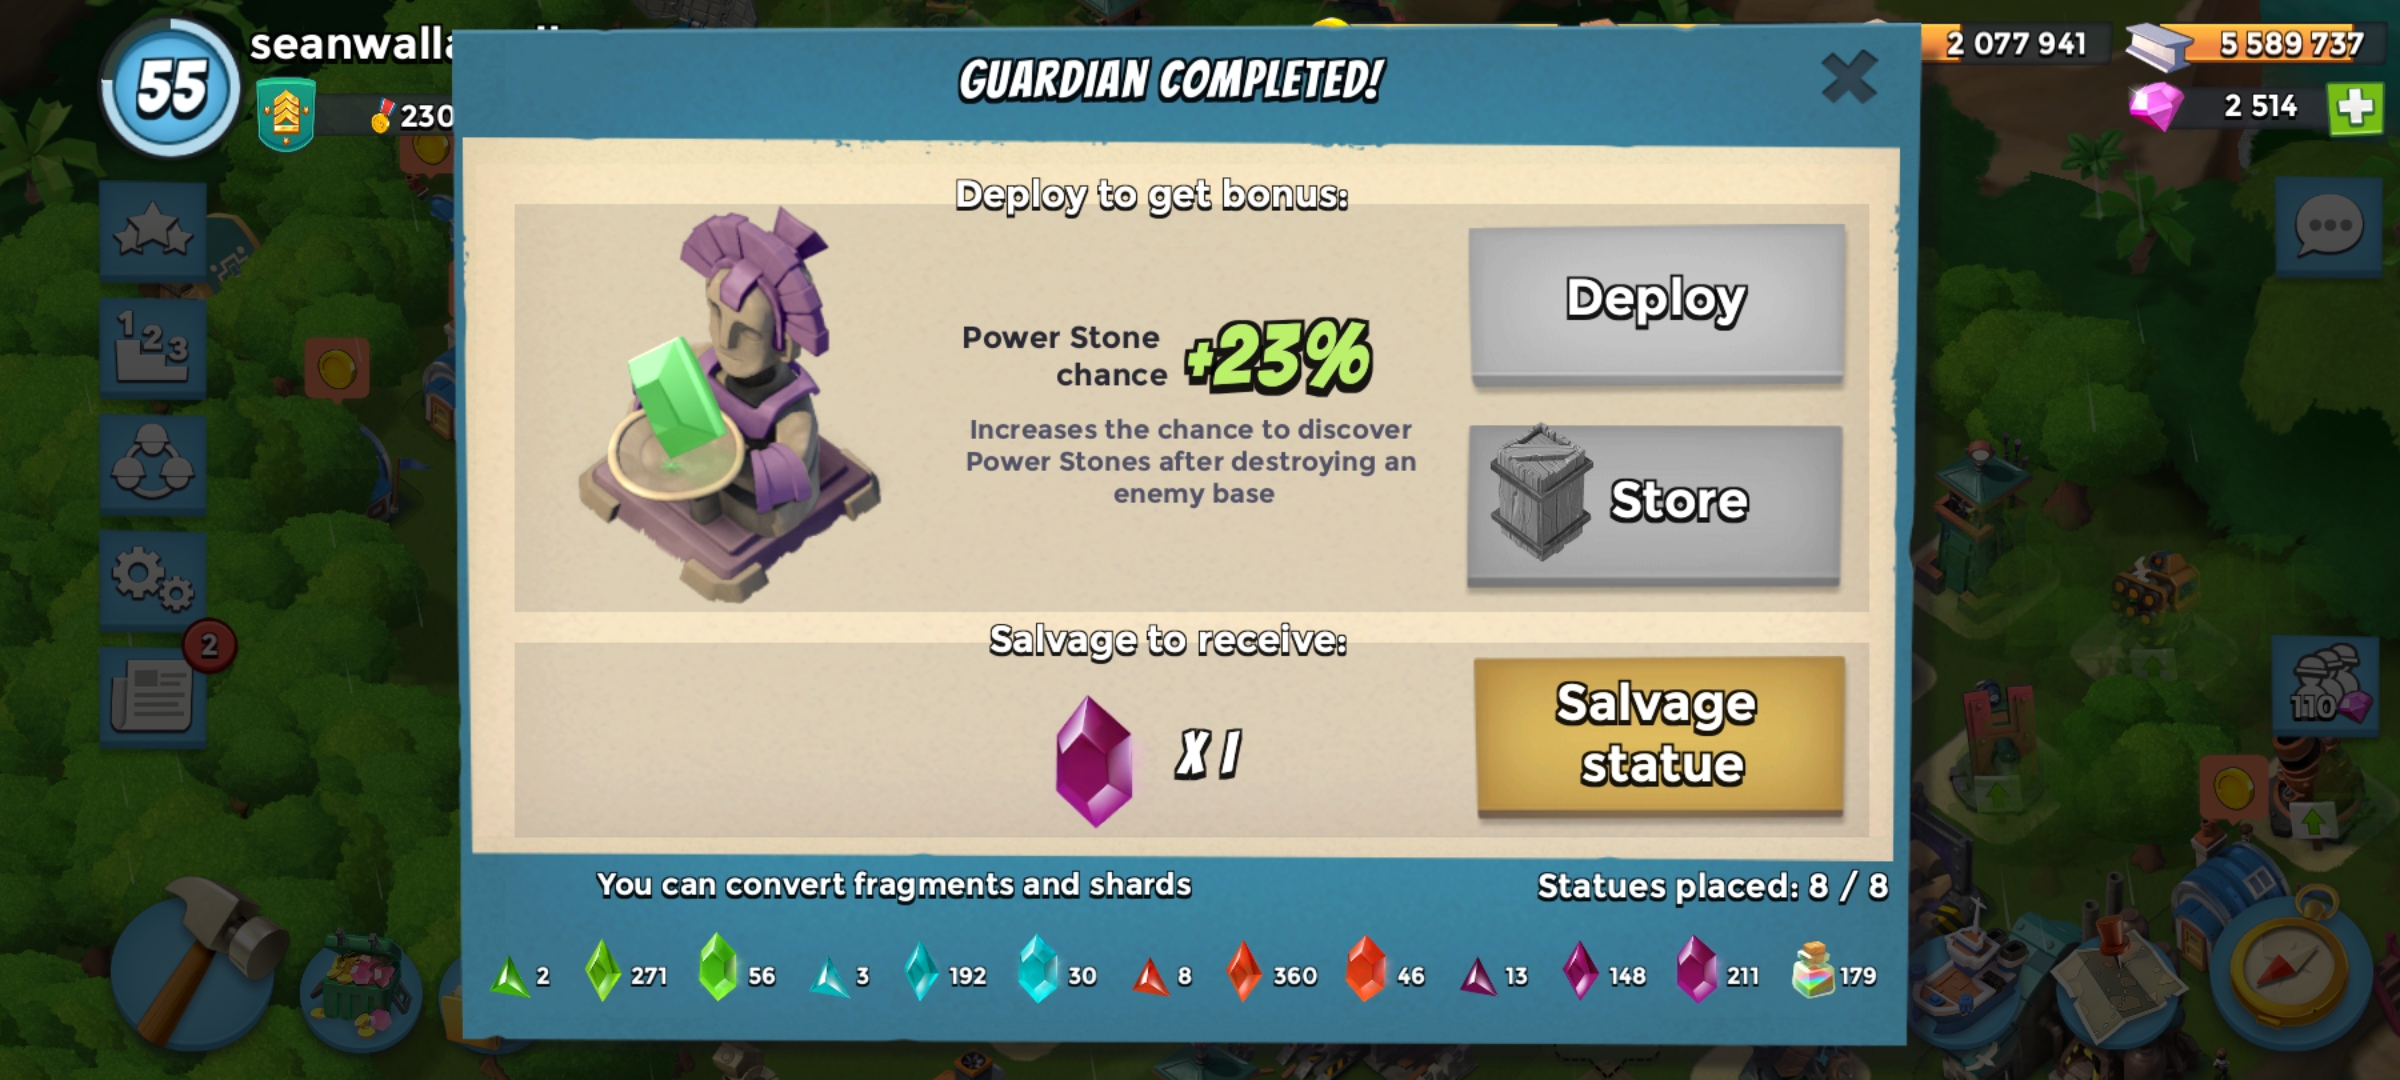 55
230
GUARDIAN COMPLETED!
2 077 941
5 589 737
2 514
Deploy to get bonus:
Power Stone
chance
+23%
Increases the chance to discover
Power Stones after destroying an
enemy base
Deploy
Store
Salvage to receive:
X 1
Salvage
statue
123
2
110
You can convert fragments and shards
Statues placed: 8 / 8
2
271
56
3
192
30
8
360
46
13
148
211
179